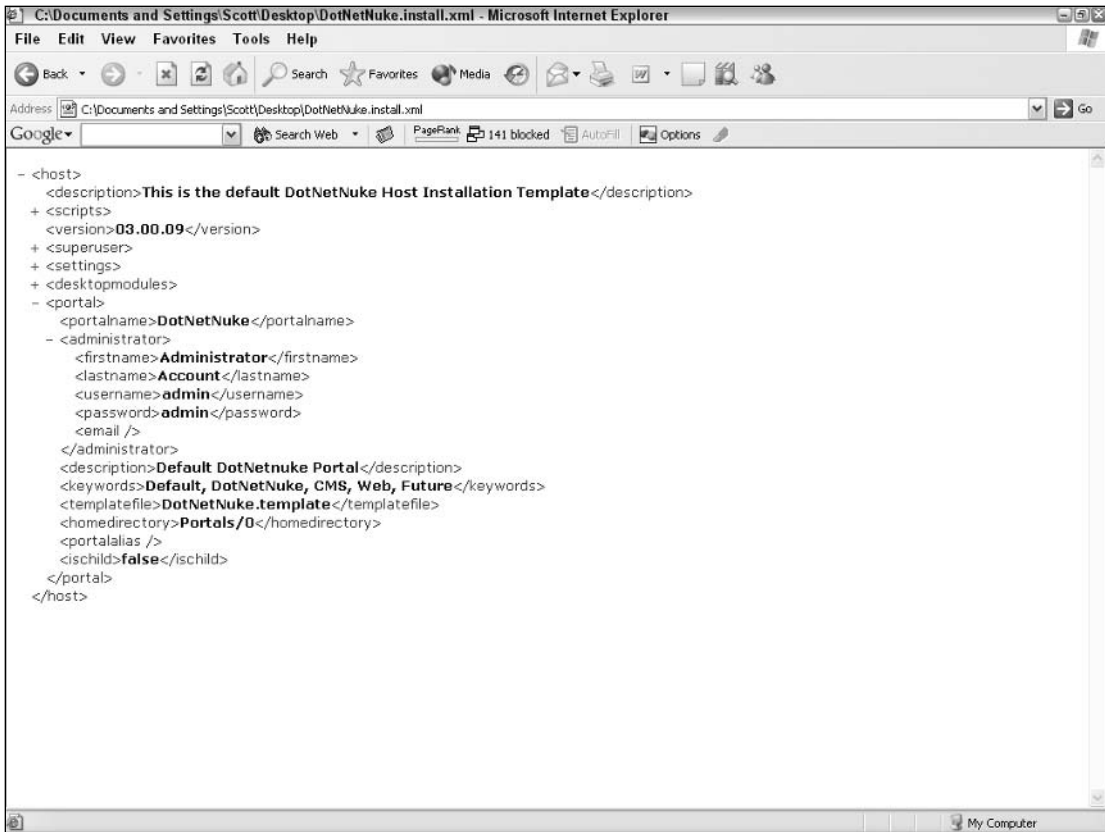 C:\Documents and Settings\Scott\Desktop\DotNetNuke.install.xml - Microsoft Internet Explorer
File Edit View Favorites Tools Help
Back Search Favorites Media
Address C:\Documents and Settings\Scott\Desktop\DotNetNuke.install.xml Go
Google Search Web PageRank 141 blocked AutoFill Options
- <host>
<description>This is the default DotNetNuke Host Installation Template</description>
+ <scripts>
<version>03.00.09</version>
+ <superuser>
+ <settings>
+ <desktopmodules>
- <portal>
<portalname>DotNetNuke</portalname>
- <administrator>
<firstname>Administrator</firstname>
<lastname>Account</lastname>
<username>admin</username>
<password>admin</password>
<email />
</administrator>
<description>Default DotNetnuke Portal</description>
<keywords>Default, DotNetNuke, CMS, Web, Future</keywords>
<templatefile>DotNetNuke.template</templatefile>
<homedirectory>Portals/0</homedirectory>
<portalalias />
<ischild>false</ischild>
</portal>
</host>
My Computer